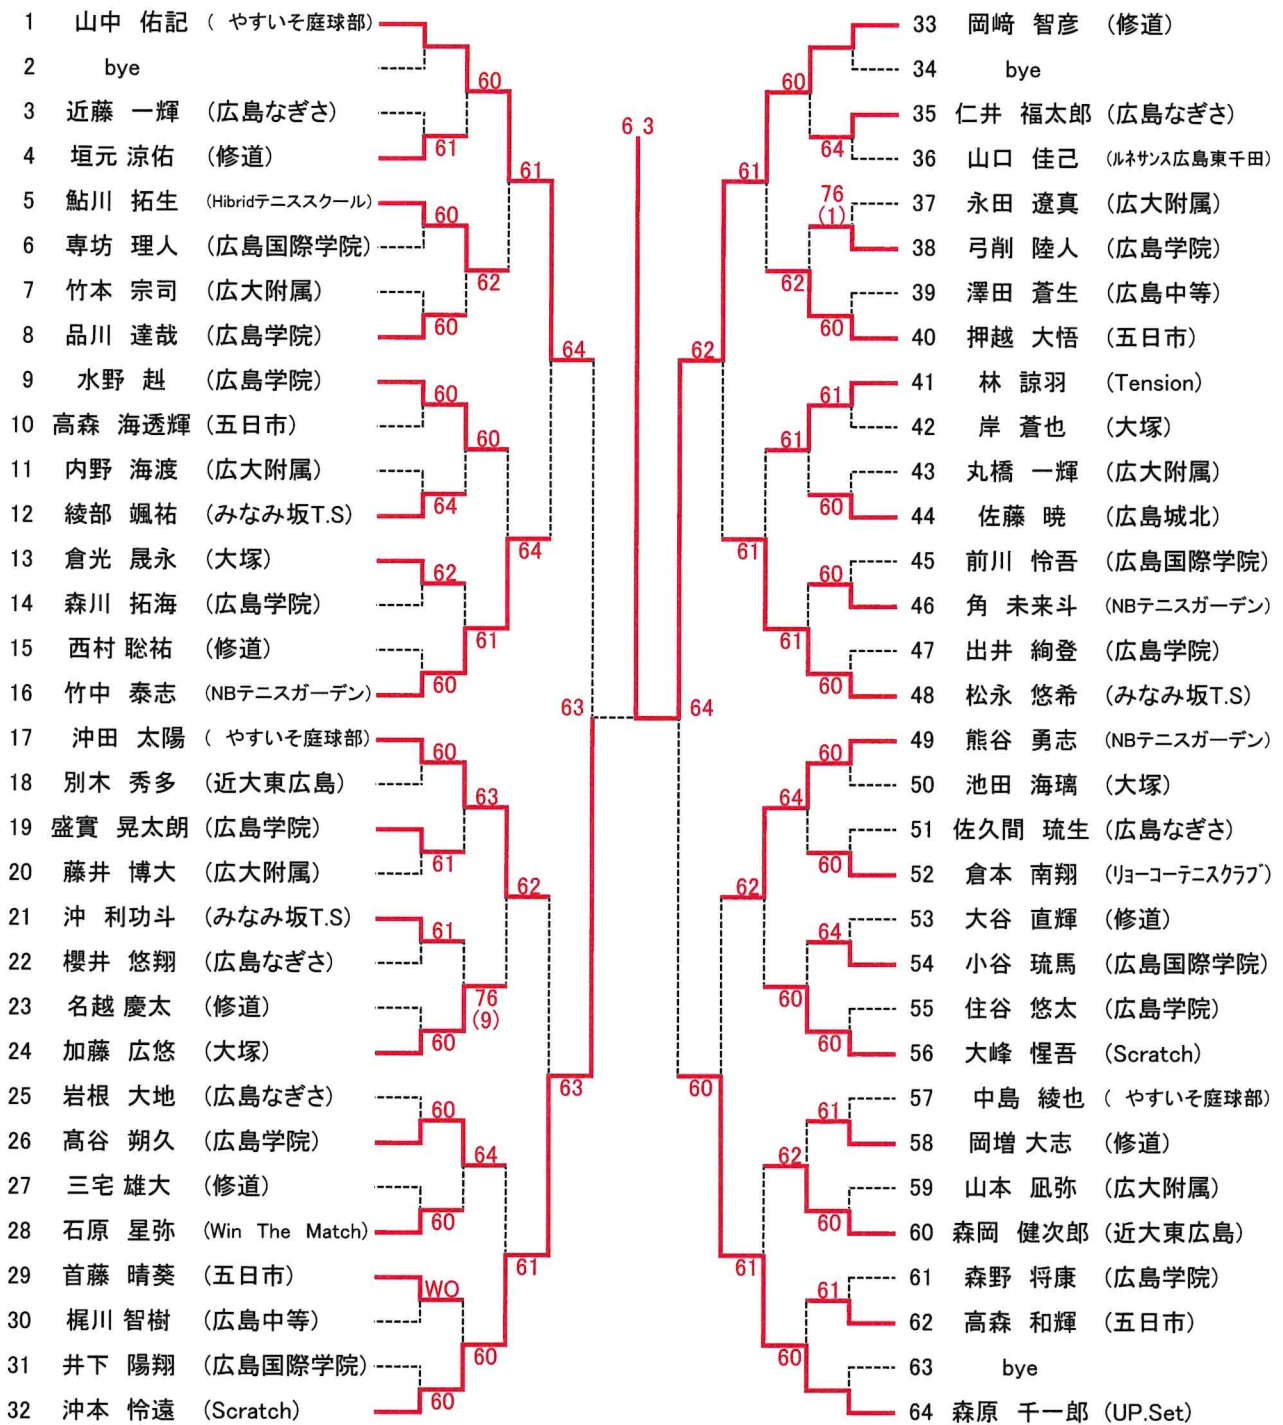 1 山中 佑記 ( やすいそ庭球部)
2 bye
3 近藤 一輝 (広島なぎさ)
4 垣元 涼佑 (修道)
5 鮎川 拓生 (Hibridテニススクール)
6 専坊 理人 (広島国際学院)
7 竹本 宗司 (広大附属)
8 品川 達哉 (広島学院)
9 水野 赳 (広島学院)
10 高森 海透輝 (五日市)
11 内野 海渡 (広大附属)
12 綾部 颯祐 (みなみ坂T.S)
13 倉光 晟永 (大塚)
14 森川 拓海 (広島学院)
15 西村 聡祐 (修道)
16 竹中 泰志 (NBテニスガーデン)
17 沖田 太陽 ( やすいそ庭球部)
18 別木 秀多 (近大東広島)
19 盛實 晃太朗 (広島学院)
20 藤井 博大 (広大附属)
21 沖 利功斗 (みなみ坂T.S)
22 櫻井 悠翔 (広島なぎさ)
23 名越 慶太 (修道)
24 加藤 広悠 (大塚)
25 岩根 大地 (広島なぎさ)
26 髙谷 朔久 (広島学院)
27 三宅 雄大 (修道)
28 石原 星弥 (Win The Match)
29 首藤 晴葵 (五日市)
30 梶川 智樹 (広島中等)
31 井下 陽翔 (広島国際学院)
32 沖本 怜遠 (Scratch)
61
60
60
60
64
62
60
60
61
61
60
60
60
WO
60
60
62
60
61
63
76
(9)
64
60
61
64
62
61
64
63
63
6 3
64
62
60
61
61
62
61
60
62
61
61
64
60
62
60
64
76
(1)
60
61
60
60
60
60
60
64
60
61
60
61
33 岡﨑 智彦 (修道)
34 bye
35 仁井 福太郎 (広島なぎさ)
36 山口 佳己 (ルネサンス広島東千田)
37 永田 遼真 (広大附属)
38 弓削 陸人 (広島学院)
39 澤田 蒼生 (広島中等)
40 押越 大悟 (五日市)
41 林 諒羽 (Tension)
42 岸 蒼也 (大塚)
43 丸橋 一輝 (広大附属)
44 佐藤 暁 (広島城北)
45 前川 怜吾 (広島国際学院)
46 角 未来斗 (NBテニスガーデン)
47 出井 絢登 (広島学院)
48 松永 悠希 (みなみ坂T.S)
49 熊谷 勇志 (NBテニスガーデン)
50 池田 海璃 (大塚)
51 佐久間 琉生 (広島なぎさ)
52 倉本 南翔 (リョーコーテニスクラブ)
53 大谷 直輝 (修道)
54 小谷 琉馬 (広島国際学院)
55 住谷 悠太 (広島学院)
56 大峰 惺吾 (Scratch)
57 中島 綾也 ( やすいそ庭球部)
58 岡増 大志 (修道)
59 山本 凪弥 (広大附属)
60 森岡 健次郎 (近大東広島)
61 森野 将康 (広島学院)
62 高森 和輝 (五日市)
63 bye
64 森原 千一郎 (UP.Set)